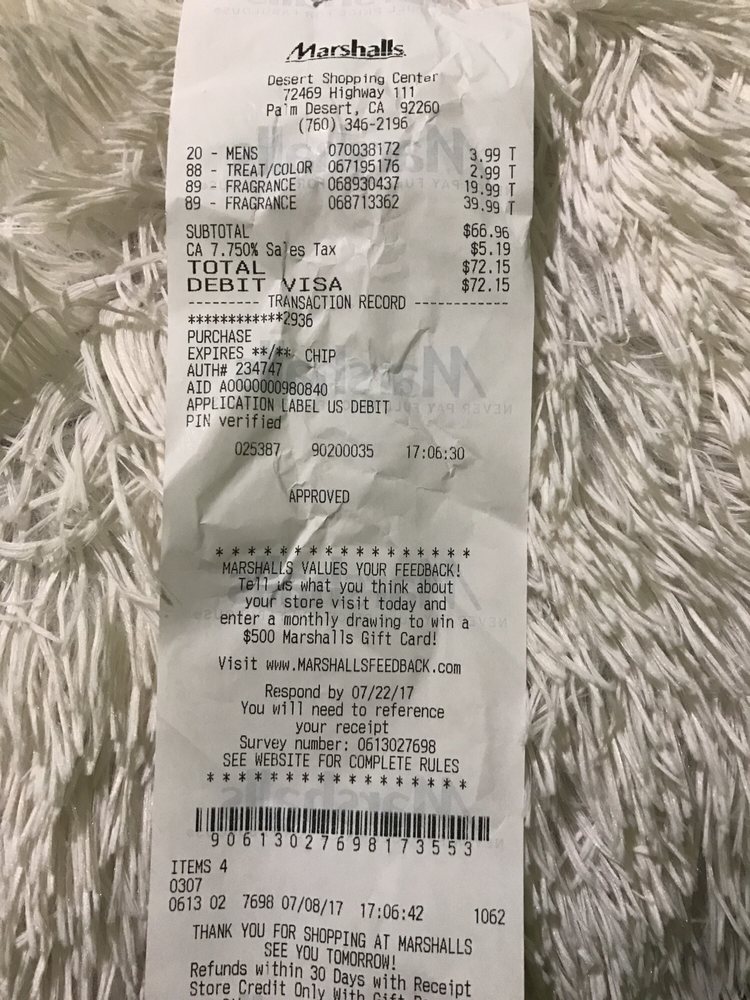 Marshalls.
Desert Shopping Center
72469 Highway 111
Palm Desert, CA 92260
(760) 346-2196
20 - MENS 070038172 3.99 T
88 - TREAT/COLOR 067195176 2.99 T
89 - FRAGRANCE 068930437 19.99 T
89 - FRAGRANCE 068713362 39.99 T
SUBTOTAL $66.96
CA 7.750% Sales Tax $5.19
TOTAL $72.15
DEBIT VISA $72.15
--------- TRANSACTION RECORD ------------
************2936
PURCHASE
EXPIRES **/** CHIP
AUTH# 234747
AID A0000000980840
APPLICATION LABEL US DEBIT
PIN verified
025387 90200035 17:06:30
APPROVED
* * * * * * * * * * * * * * * * *
MARSHALLS VALUES YOUR FEEDBACK!
Tell us what you think about
your store visit today and
enter a monthly drawing to win a
$500 Marshalls Gift Card!
Visit www.MARSHALLSFEEDBACK.com
Respond by 07/22/17
You will need to reference
your receipt
Survey number: 0613027698
SEE WEBSITE FOR COMPLETE RULES
* * * * * * * * * * * * * * * * *
90613027698173553
ITEMS 4
0307
0613 02 7698 07/08/17 17:06:42 1062
THANK YOU FOR SHOPPING AT MARSHALLS
SEE YOU TOMORROW!
Refunds within 30 Days with Receipt
Store Credit Only With Gift